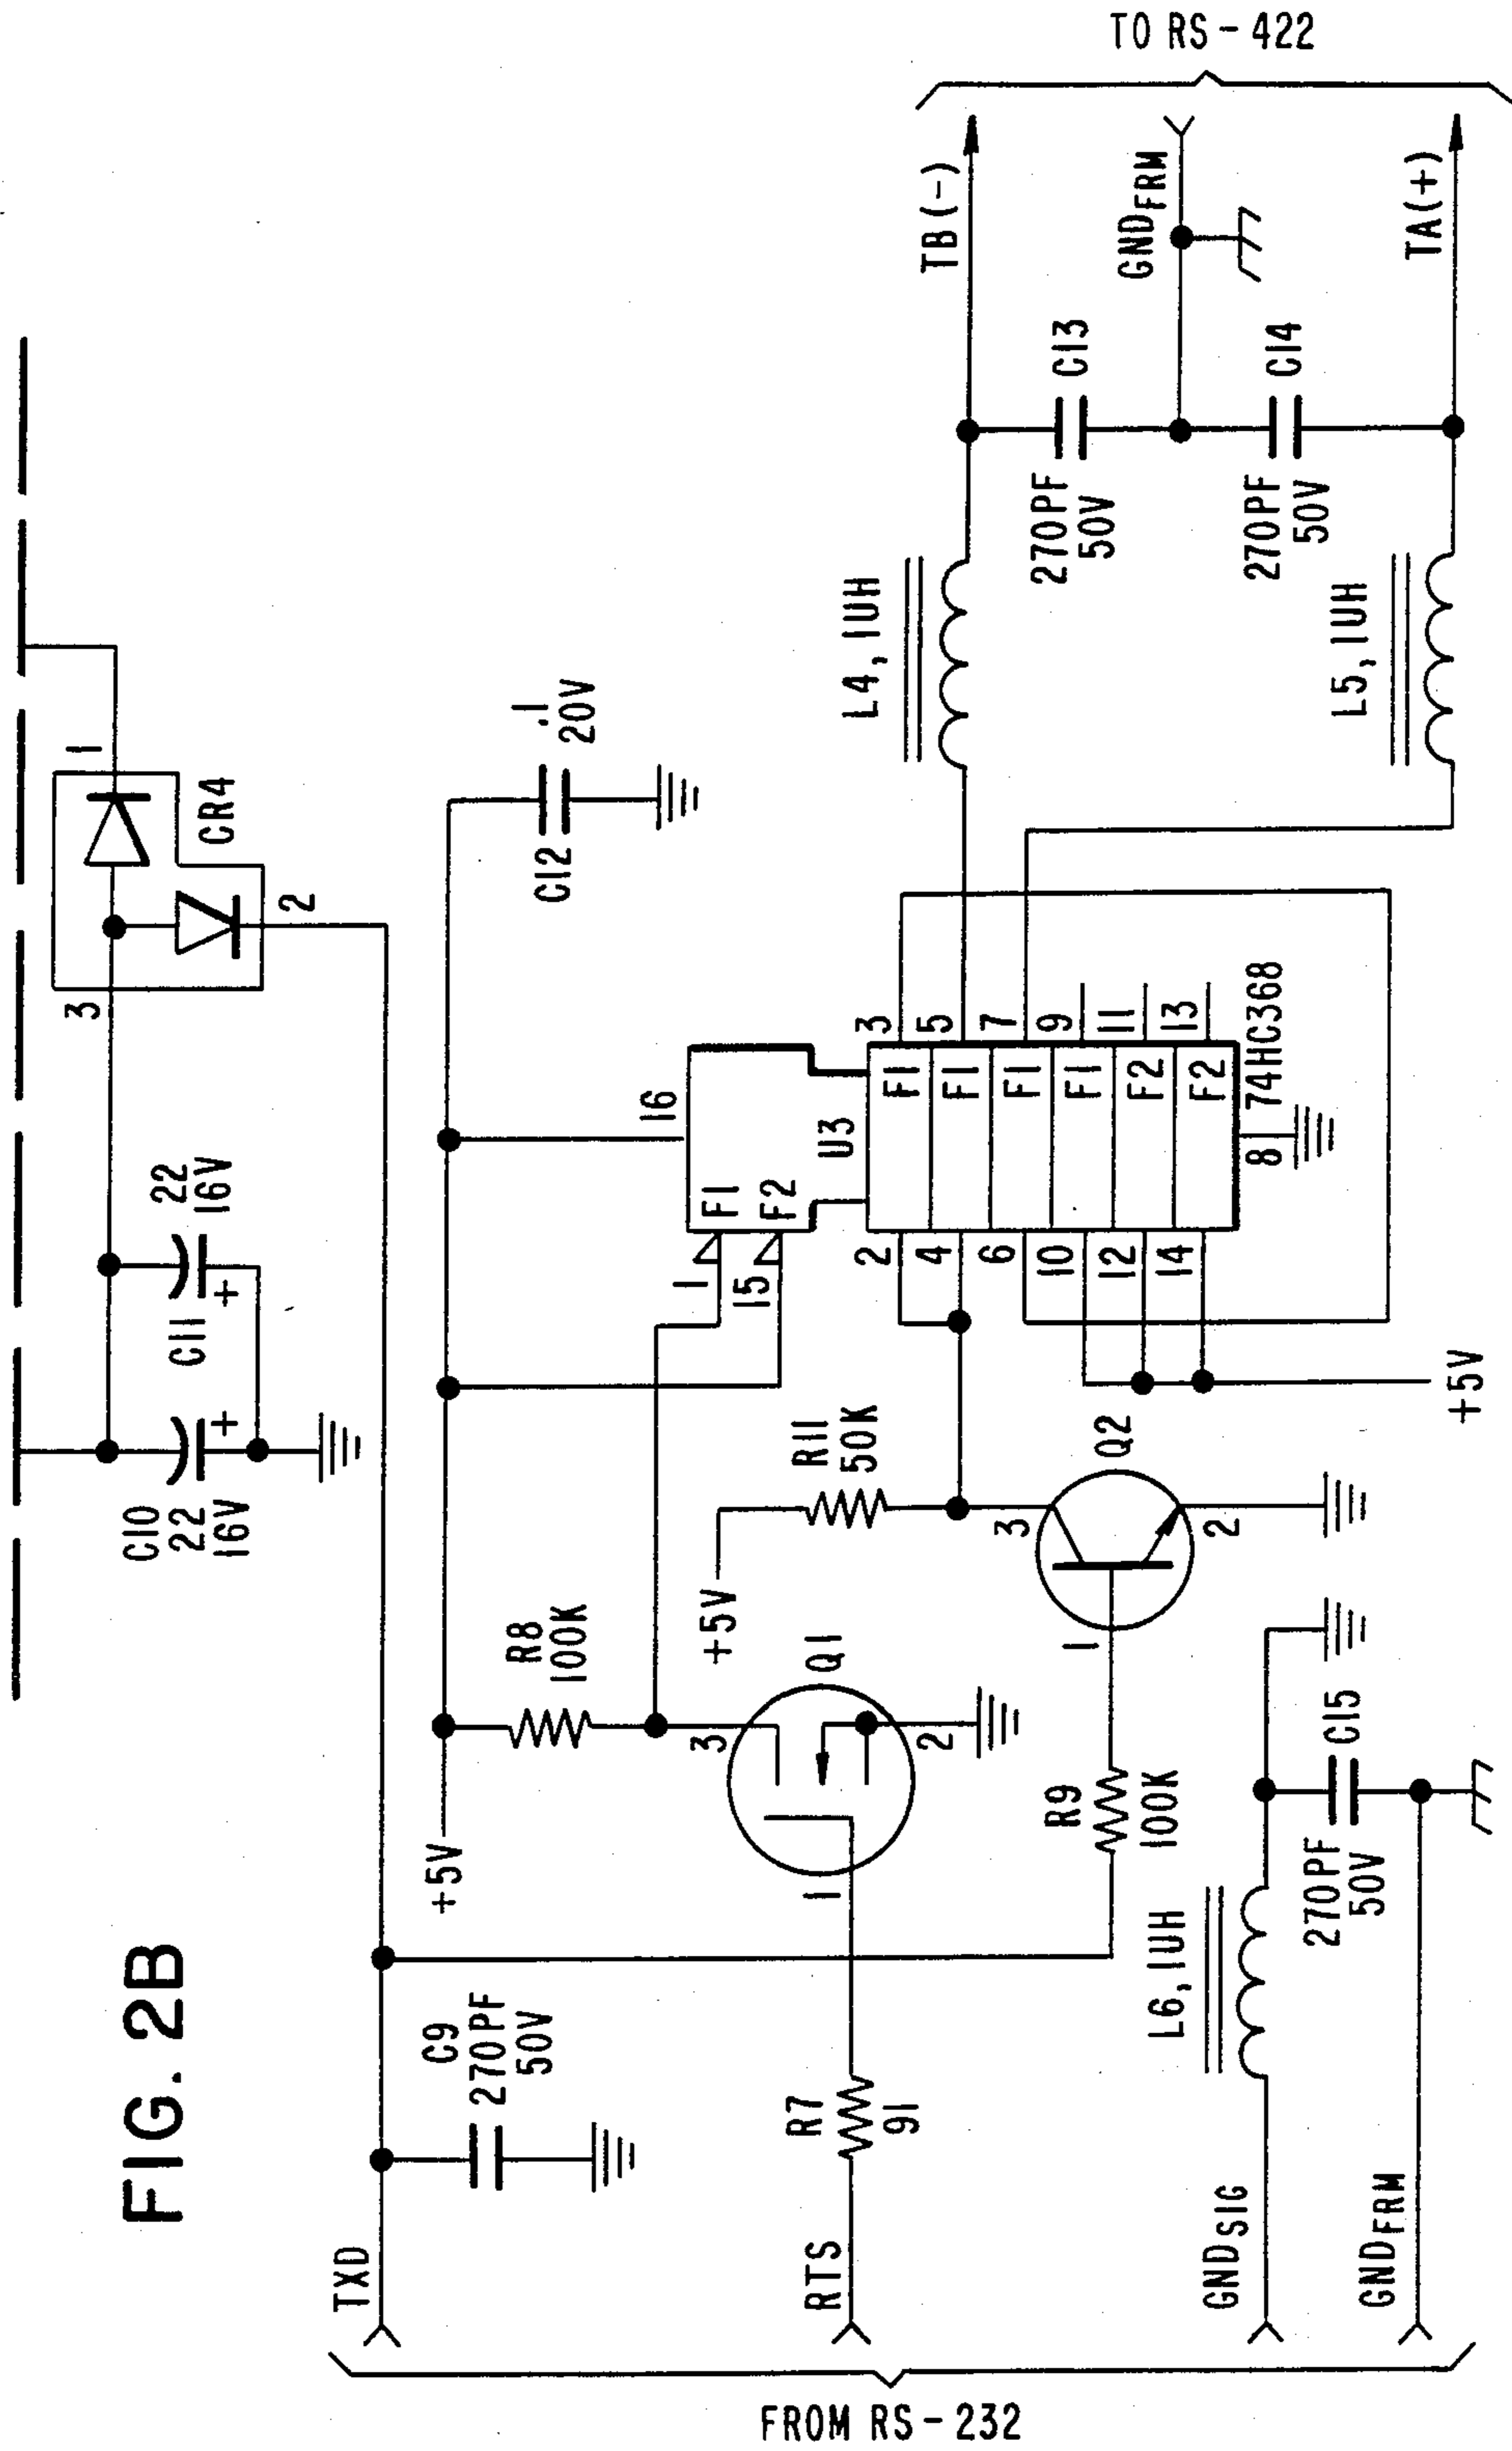 FIG. 2B
C10
22
16V
C11
22
16V
+
+
3
1
2
CR4
TXD
C9
270PF
50V
+5V
R8
100K
C12
.1
20V
RTS
R7
91
1
3
2
Q1
+5V
R11
50K
R9
100K
1
3
2
Q2
1
15
F1
F2
16
U3
2
4
6
10
12
14
F1
F1
F1
F1
F2
F2
3
5
7
9
11
13
8
74HC368
+5V
L4, 1UH
L5, 1UH
270PF
50V
C13
270PF
50V
C14
TB (-)
GNDFRM
TA(+)
TO RS-422
GNDSIG
L6, 1UH
270PF
50V
C15
GNDFRM
FROM RS-232